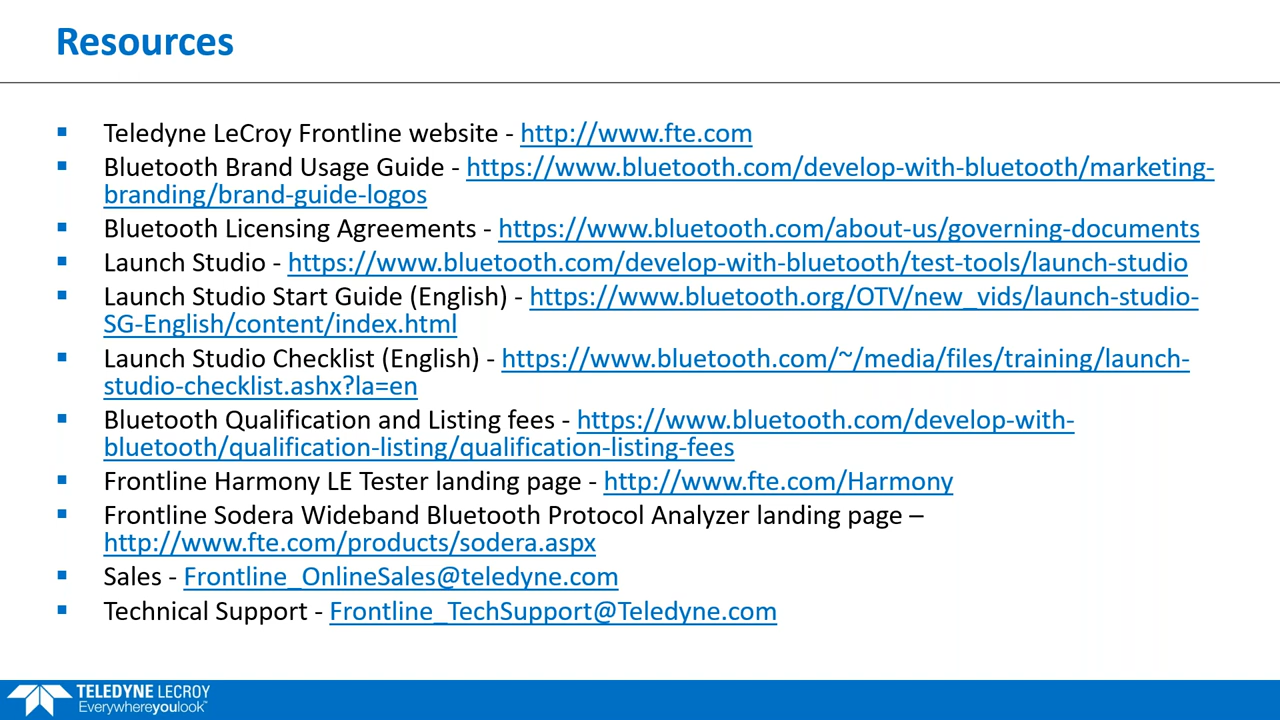 Resources
Teledyne LeCroy Frontline website - http://www.fte.com
Bluetooth Brand Usage Guide - https://www.bluetooth.com/develop-with-bluetooth/marketing-
branding/brand-guide-logos
Bluetooth Licensing Agreements - https://www.bluetooth.com/about-us/governing-documents
Launch Studio - https://www.bluetooth.com/develop-with-bluetooth/test-tools/launch-studio
Launch Studio Start Guide (English) - https://www.bluetooth.org/OTV/new_vids/launch-studio-
SG-English/content/index.html
Launch Studio Checklist (English) - https://www.bluetooth.com/~/media/files/training/launch-
studio-checklist.ashx?la=en
Bluetooth Qualification and Listing fees - https://www.bluetooth.com/develop-with-
bluetooth/qualification-listing/qualification-listing-fees
Frontline Harmony LE Tester landing page - http://www.fte.com/Harmony
Frontline Sodera Wideband Bluetooth Protocol Analyzer landing page –
http://www.fte.com/products/sodera.aspx
Sales - Frontline_OnlineSales@teledyne.com
Technical Support - Frontline_TechSupport@Teledyne.com
TELEDYNE LECROY
Everywhereyoulook™